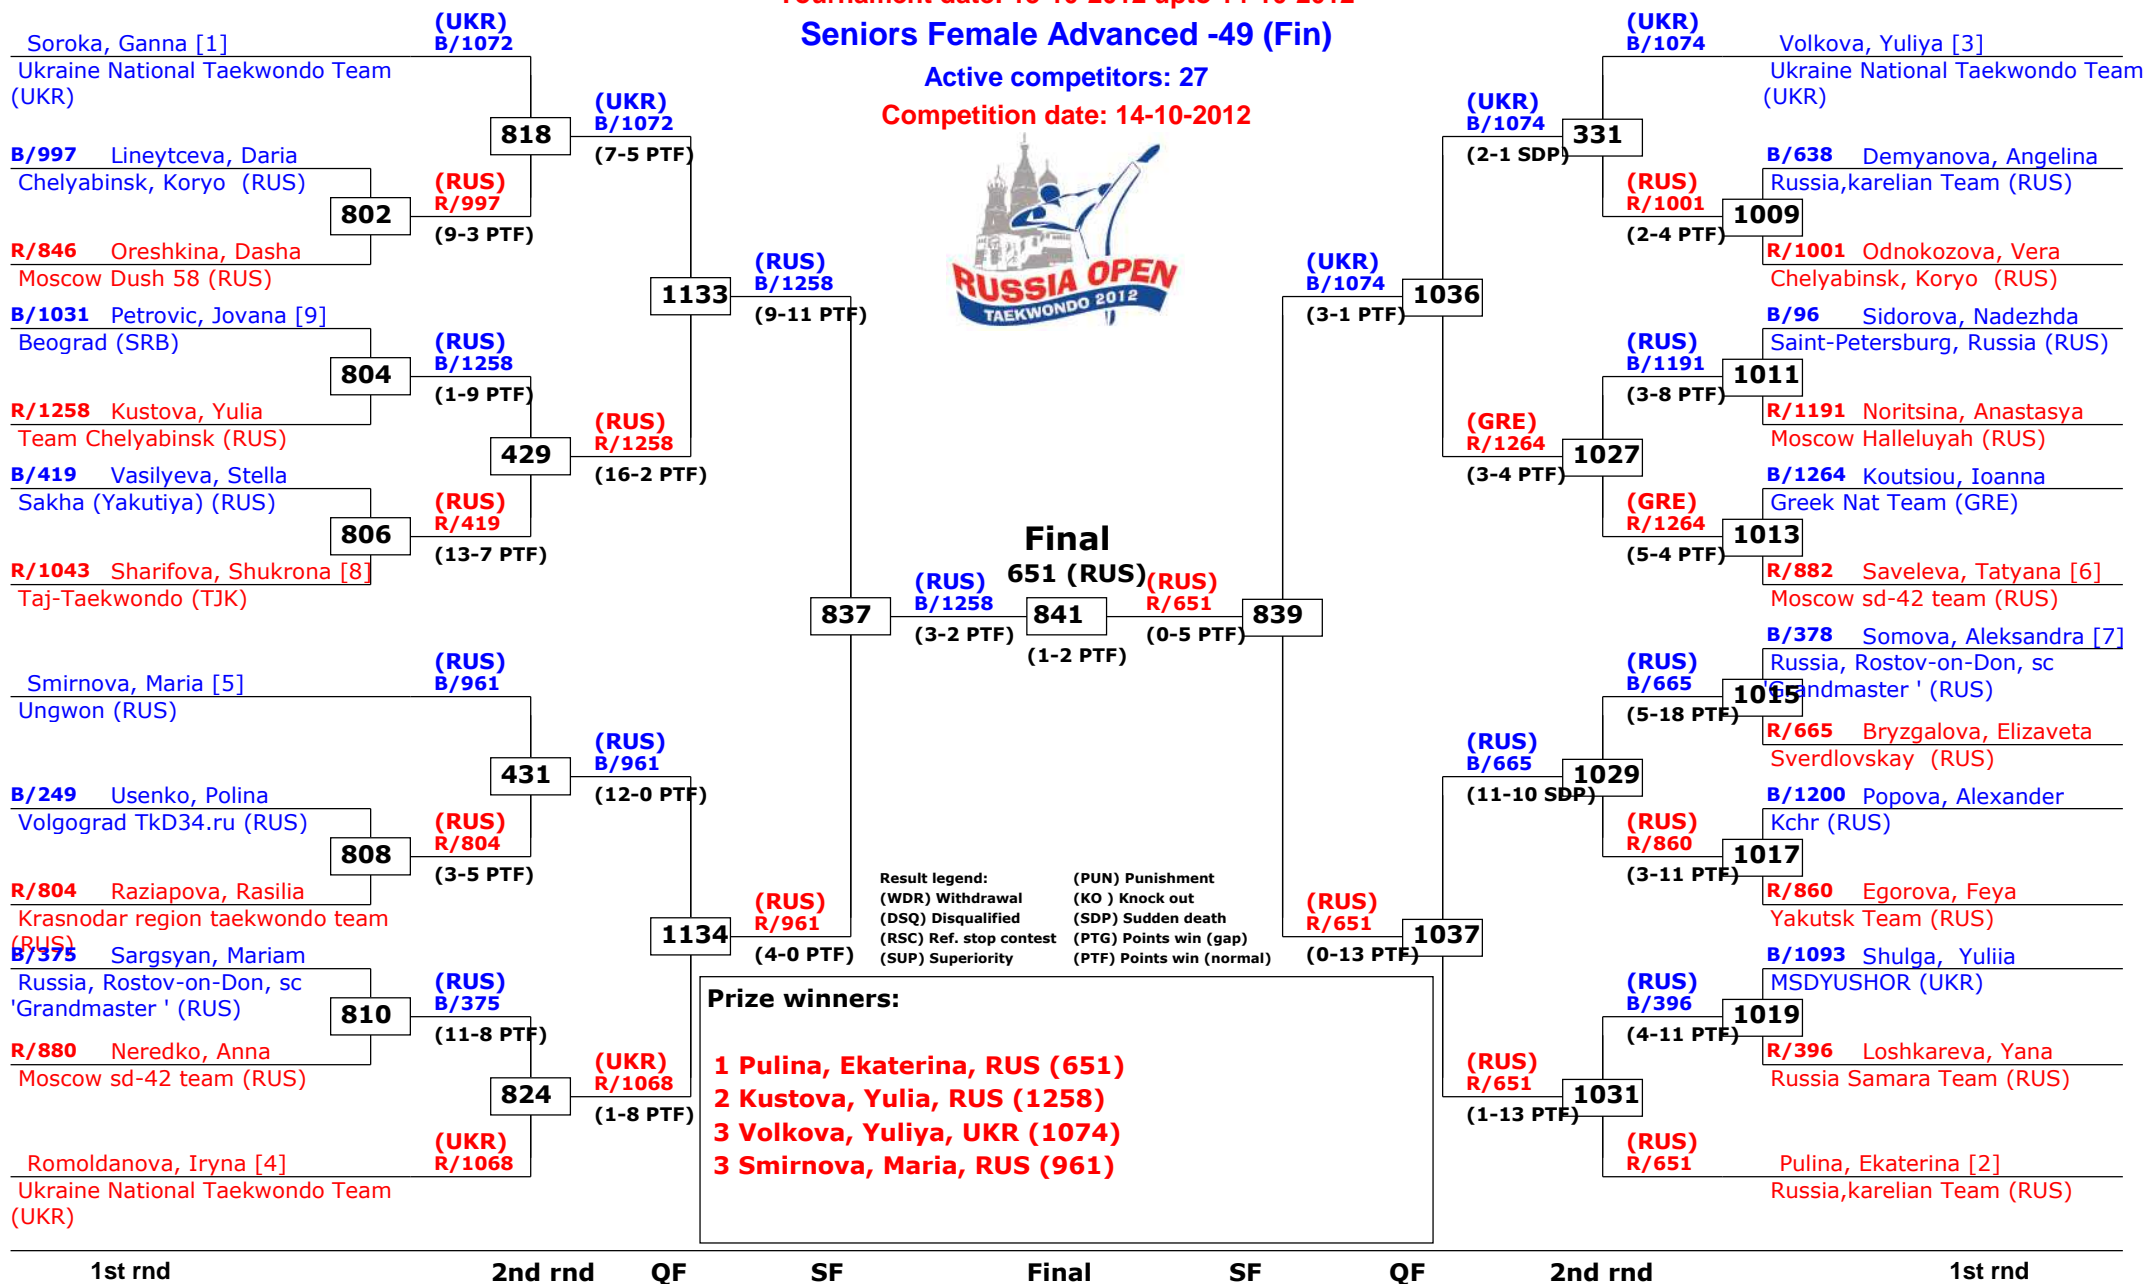 Tournament date: 13-10-2012 upto 14-10-2012
Seniors Female Advanced -49 (Fin)
Active competitors: 27
Competition date: 14-10-2012
RUSSIA OPEN
TAEKWONDO 2012
Soroka, Ganna [1]
Ukraine National Taekwondo Team
(UKR)
B/997 Lineytceva, Daria
Chelyabinsk, Koryo (RUS)
802
R/846 Oreshkina, Dasha
Moscow Dush 58 (RUS)
B/1031 Petrovic, Jovana [9]
Beograd (SRB)
804
R/1258 Kustova, Yulia
Team Chelyabinsk (RUS)
B/419 Vasilyeva, Stella
Sakha (Yakutiya) (RUS)
806
R/1043 Sharifova, Shukrona [8]
Taj-Taekwondo (TJK)
Smirnova, Maria [5]
Ungwon (RUS)
B/249 Usenko, Polina
Volgograd TkD34.ru (RUS)
808
R/804 Raziapova, Rasilia
Krasnodar region taekwondo team
(RUS)
B/375 Sargsyan, Mariam
Russia, Rostov-on-Don, sc
'Grandmaster ' (RUS)
810
R/880 Neredko, Anna
Moscow sd-42 team (RUS)
Romoldanova, Iryna [4]
Ukraine National Taekwondo Team
(UKR)
(UKR)
B/1072
818
(RUS)
R/997
(9-3 PTF)
(RUS)
B/1258
(1-9 PTF)
429
(RUS)
R/419
(13-7 PTF)
(RUS)
B/961
431
(RUS)
R/804
(3-5 PTF)
(RUS)
B/375
(11-8 PTF)
824
(UKR)
R/1068
(UKR)
B/1072
(7-5 PTF)
1133
(RUS)
R/1258
(16-2 PTF)
(RUS)
B/961
(12-0 PTF)
1134
(UKR)
R/1068
(1-8 PTF)
(RUS)
B/1258
(9-11 PTF)
837
(RUS)
R/961
(4-0 PTF)
(RUS)
B/1258
(3-2 PTF)
Final
651 (RUS)
841
(1-2 PTF)
(RUS)
R/651
(0-5 PTF)
839
(UKR)
B/1074
(3-1 PTF)
(RUS)
R/651
(0-13 PTF)
(UKR)
B/1074
(2-1 SDP)
1036
(GRE)
R/1264
(3-4 PTF)
(RUS)
B/665
(11-10 SDP)
1037
(RUS)
R/651
(1-13 PTF)
(UKR)
B/1074
331
(RUS)
R/1001
(2-4 PTF)
(RUS)
B/1191
(3-8 PTF)
1027
(GRE)
R/1264
(5-4 PTF)
(RUS)
B/665
(5-18 PTF)
1029
(RUS)
R/860
(3-11 PTF)
(RUS)
B/396
(4-11 PTF)
1031
(RUS)
R/651
Volkova, Yuliya [3]
Ukraine National Taekwondo Team
(UKR)
B/638 Demyanova, Angelina
Russia,karelian Team (RUS)
1009
R/1001 Odnokozova, Vera
Chelyabinsk, Koryo (RUS)
B/96 Sidorova, Nadezhda
Saint-Petersburg, Russia (RUS)
1011
R/1191 Noritsina, Anastasya
Moscow Halleluyah (RUS)
B/1264 Koutsiou, Ioanna
Greek Nat Team (GRE)
1013
R/882 Saveleva, Tatyana [6]
Moscow sd-42 team (RUS)
B/378 Somova, Aleksandra [7]
Russia, Rostov-on-Don, sc
'Grandmaster ' (RUS)
1015
R/665 Bryzgalova, Elizaveta
Sverdlovskay (RUS)
B/1200 Popova, Alexander
Kchr (RUS)
1017
R/860 Egorova, Feya
Yakutsk Team (RUS)
B/1093 Shulga, Yuliia
MSDYUSHOR (UKR)
1019
R/396 Loshkareva, Yana
Russia Samara Team (RUS)
Pulina, Ekaterina [2]
Russia,karelian Team (RUS)
Result legend: (PUN) Punishment
(WDR) Withdrawal (KO ) Knock out
(DSQ) Disqualified (SDP) Sudden death
(RSC) Ref. stop contest (PTG) Points win (gap)
(SUP) Superiority (PTF) Points win (normal)
Prize winners:
1 Pulina, Ekaterina, RUS (651)
2 Kustova, Yulia, RUS (1258)
3 Volkova, Yuliya, UKR (1074)
3 Smirnova, Maria, RUS (961)
1st rnd 2nd rnd QF SF Final SF QF 2nd rnd 1st rnd